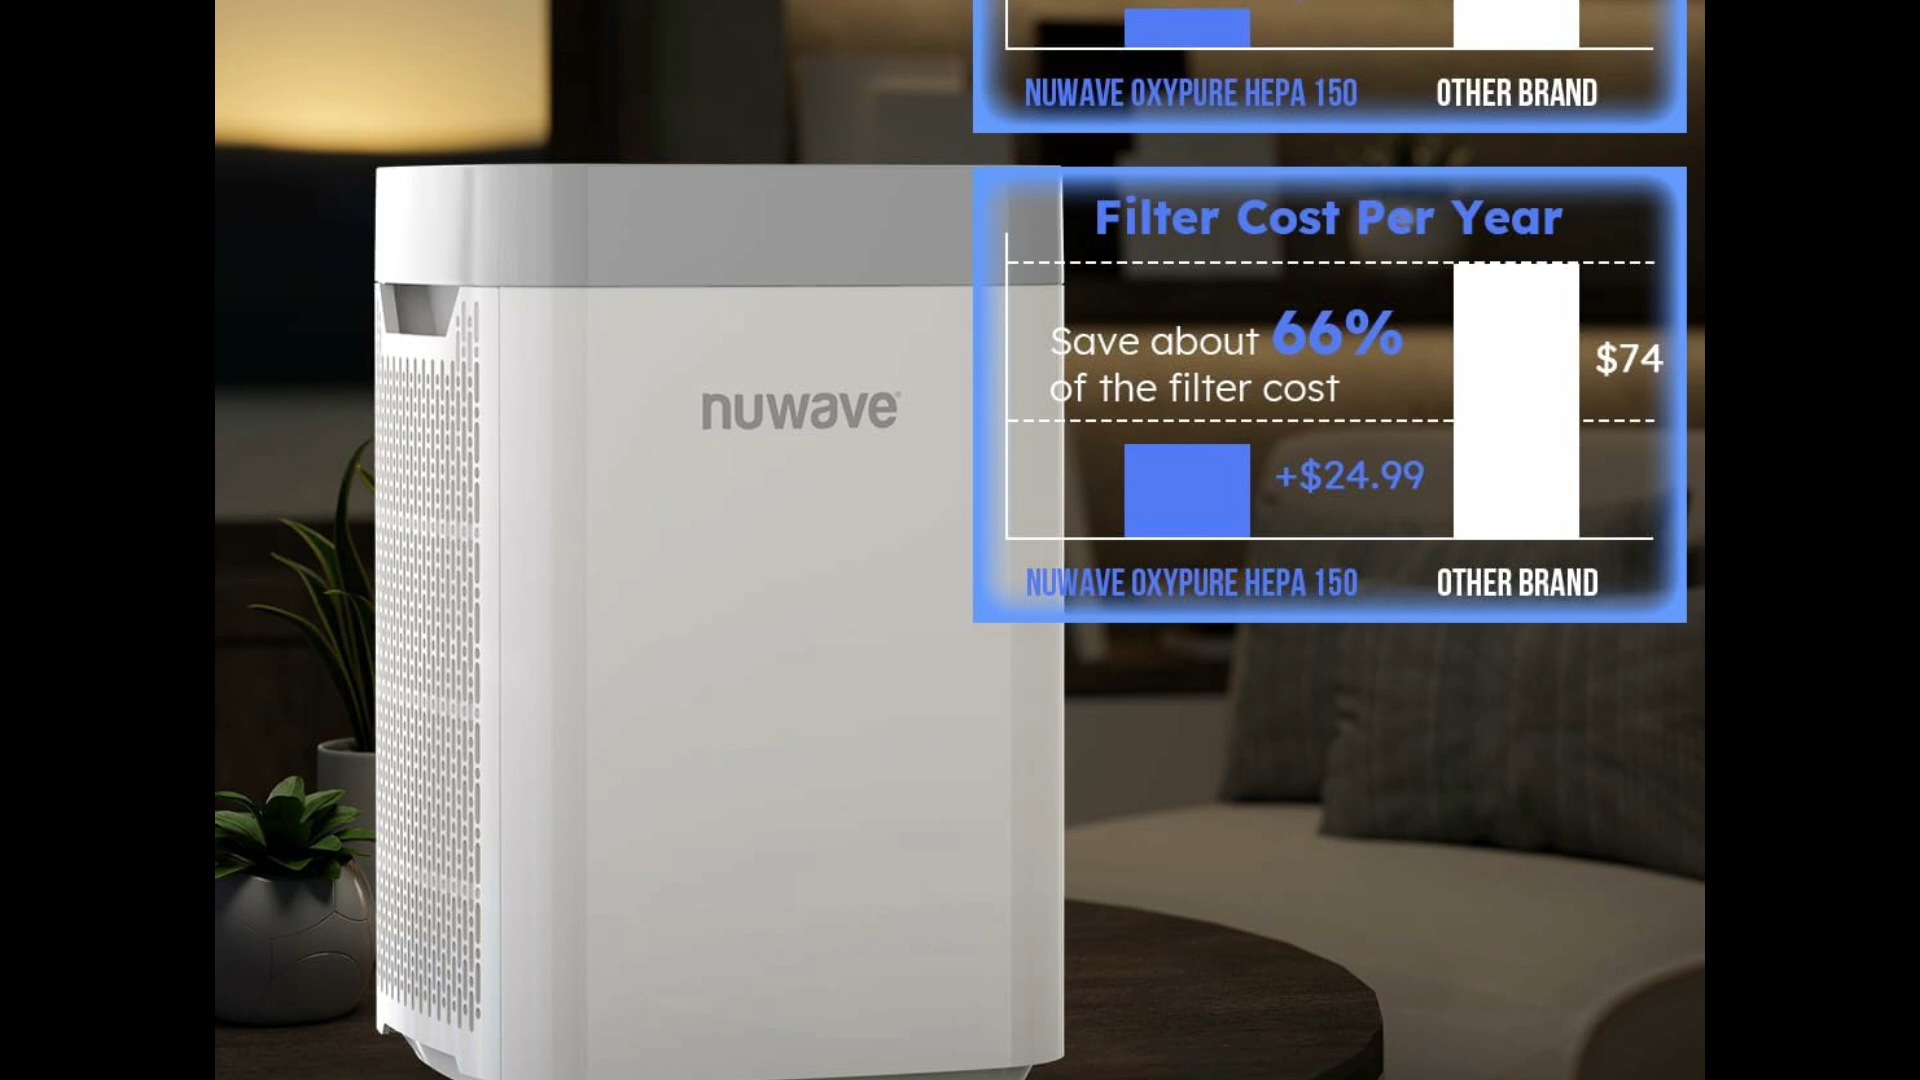 NUWAVE OXYPURE HEPA 150
OTHER BRAND
nuwave
Filter Cost Per Year
Save about 66%
of the filter cost
$74
+$24.99
NUWAVE OXYPURE HEPA 150
OTHER BRAND